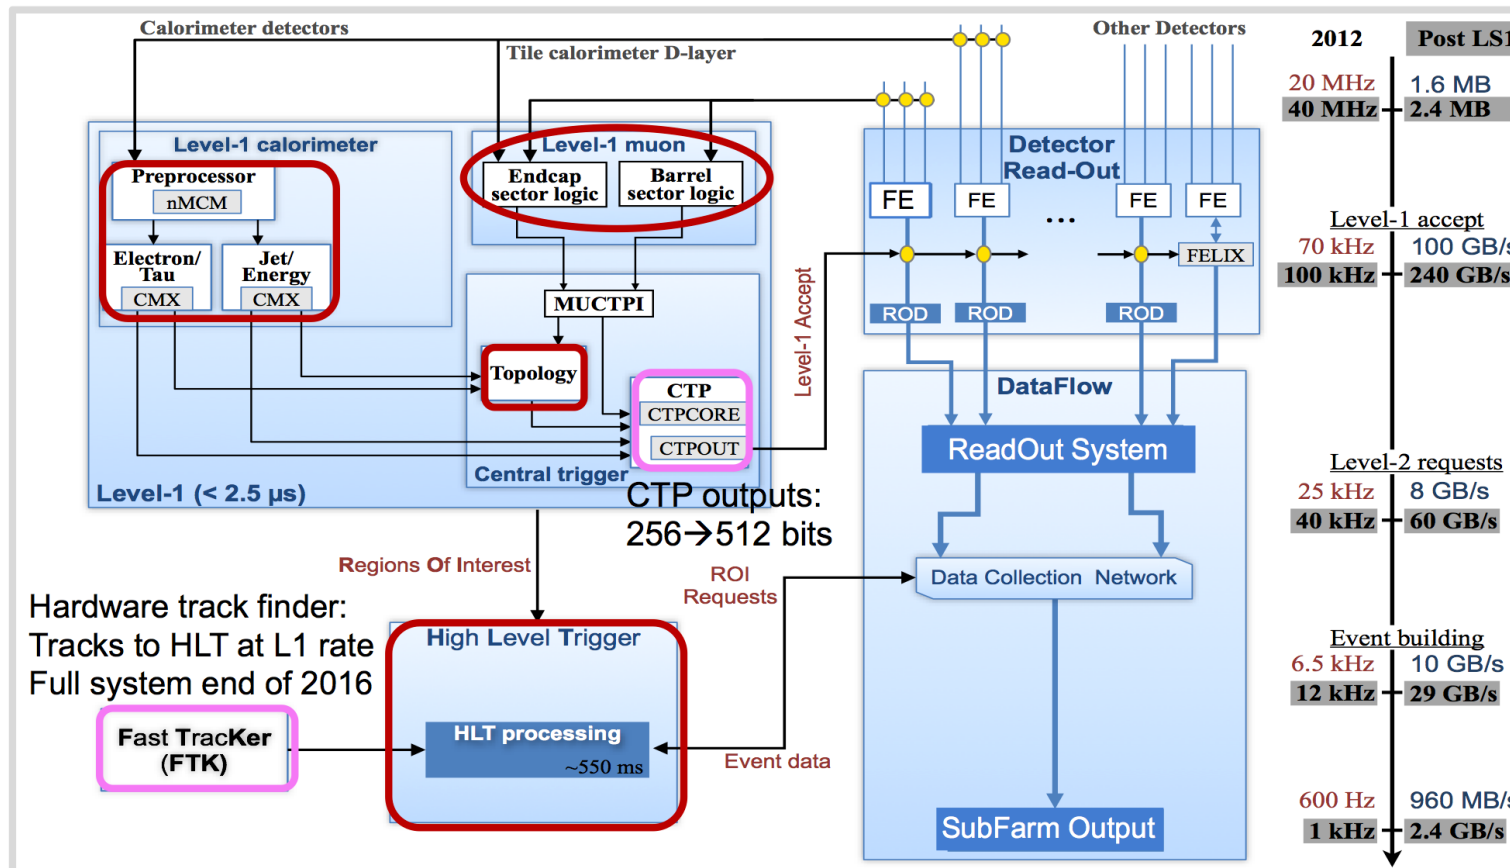 Calorimeter detectors
Tile calorimeter D-layer
Other Detectors
2012
Post LS1
20 MHz
1.6 MB
40 MHz
2.4 MB
Level-1 calorimeter
Preprocessor
nMCM
Electron/
Tau
CMX
Jet/
Energy
CMX
Level-1 muon
Endcap
sector logic
Barrel
sector logic
MUCTPI
Topology
CTP
CTPCORE
CTPOUT
Central trigger
Level-1 (< 2.5 µs)
CTP outputs:
256→512 bits
Level-1 Accept
Detector
Read-Out
FE
FE
...
FE
FE
FELIX
ROD
ROD
ROD
Level-1 accept
70 kHz
100 GB/s
100 kHz
240 GB/s
DataFlow
ReadOut System
Data Collection Network
SubFarm Output
Level-2 requests
25 kHz
8 GB/s
40 kHz
60 GB/s
Regions Of Interest
ROI
Requests
Hardware track finder:
Tracks to HLT at L1 rate
Full system end of 2016
Fast TracKer
(FTK)
High Level Trigger
HLT processing
~550 ms
Event data
Event building
6.5 kHz
10 GB/s
12 kHz
29 GB/s
600 Hz
960 MB/s
1 kHz
2.4 GB/s